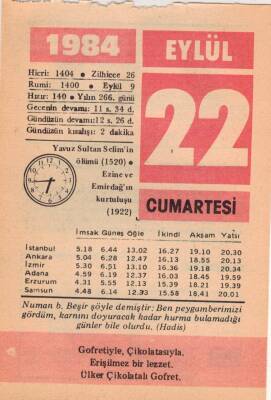 1984
EYLÜL
Hicri: 1404 • Zilhicce 26
Rumi: 1400 • Eylül 9
Hızır: 140 • Yılın 266. günü
Gecenin devamı: 11 s. 34 d.
Gündüzün devamı: 12 s, 26 d.
Gündüzün kısalışı: 2 dakika
22
Yavuz Sultan Selim'in
ölümü (1520) •
Ezine ve
Emirdağ'ın
kurtuluşu
(1922)
CUMARTESİ
İmsak Güneş Öğle İkindi Akşam Yatsı
İstanbul 5.18 6.44 13.02 16.27 19.10 20.30
Ankara 5.04 6.28 12.47 16.13 18.55 20.13
İzmir 5.30 6.51 13.10 16.36 19.18 20.34
Adana 4.59 6.19 12.37 16.03 18.45 19.59
Erzurum 4.31 5.55 12.13 15.39 18.21 19.39
Samsun 4.48 6.14 12.33 15.58 18.41 20.01
Numan b. Beşir şöyle demiştir: Ben peygamberimizi
gördüm, karnını doyuracak kadar hurma bulamadığı
günler bile olurdu. (Hadis)
Gofretiyle, Çikolatasıyla,
Erişilmez bir lezzet.
Ülker Çikolatalı Gofret.